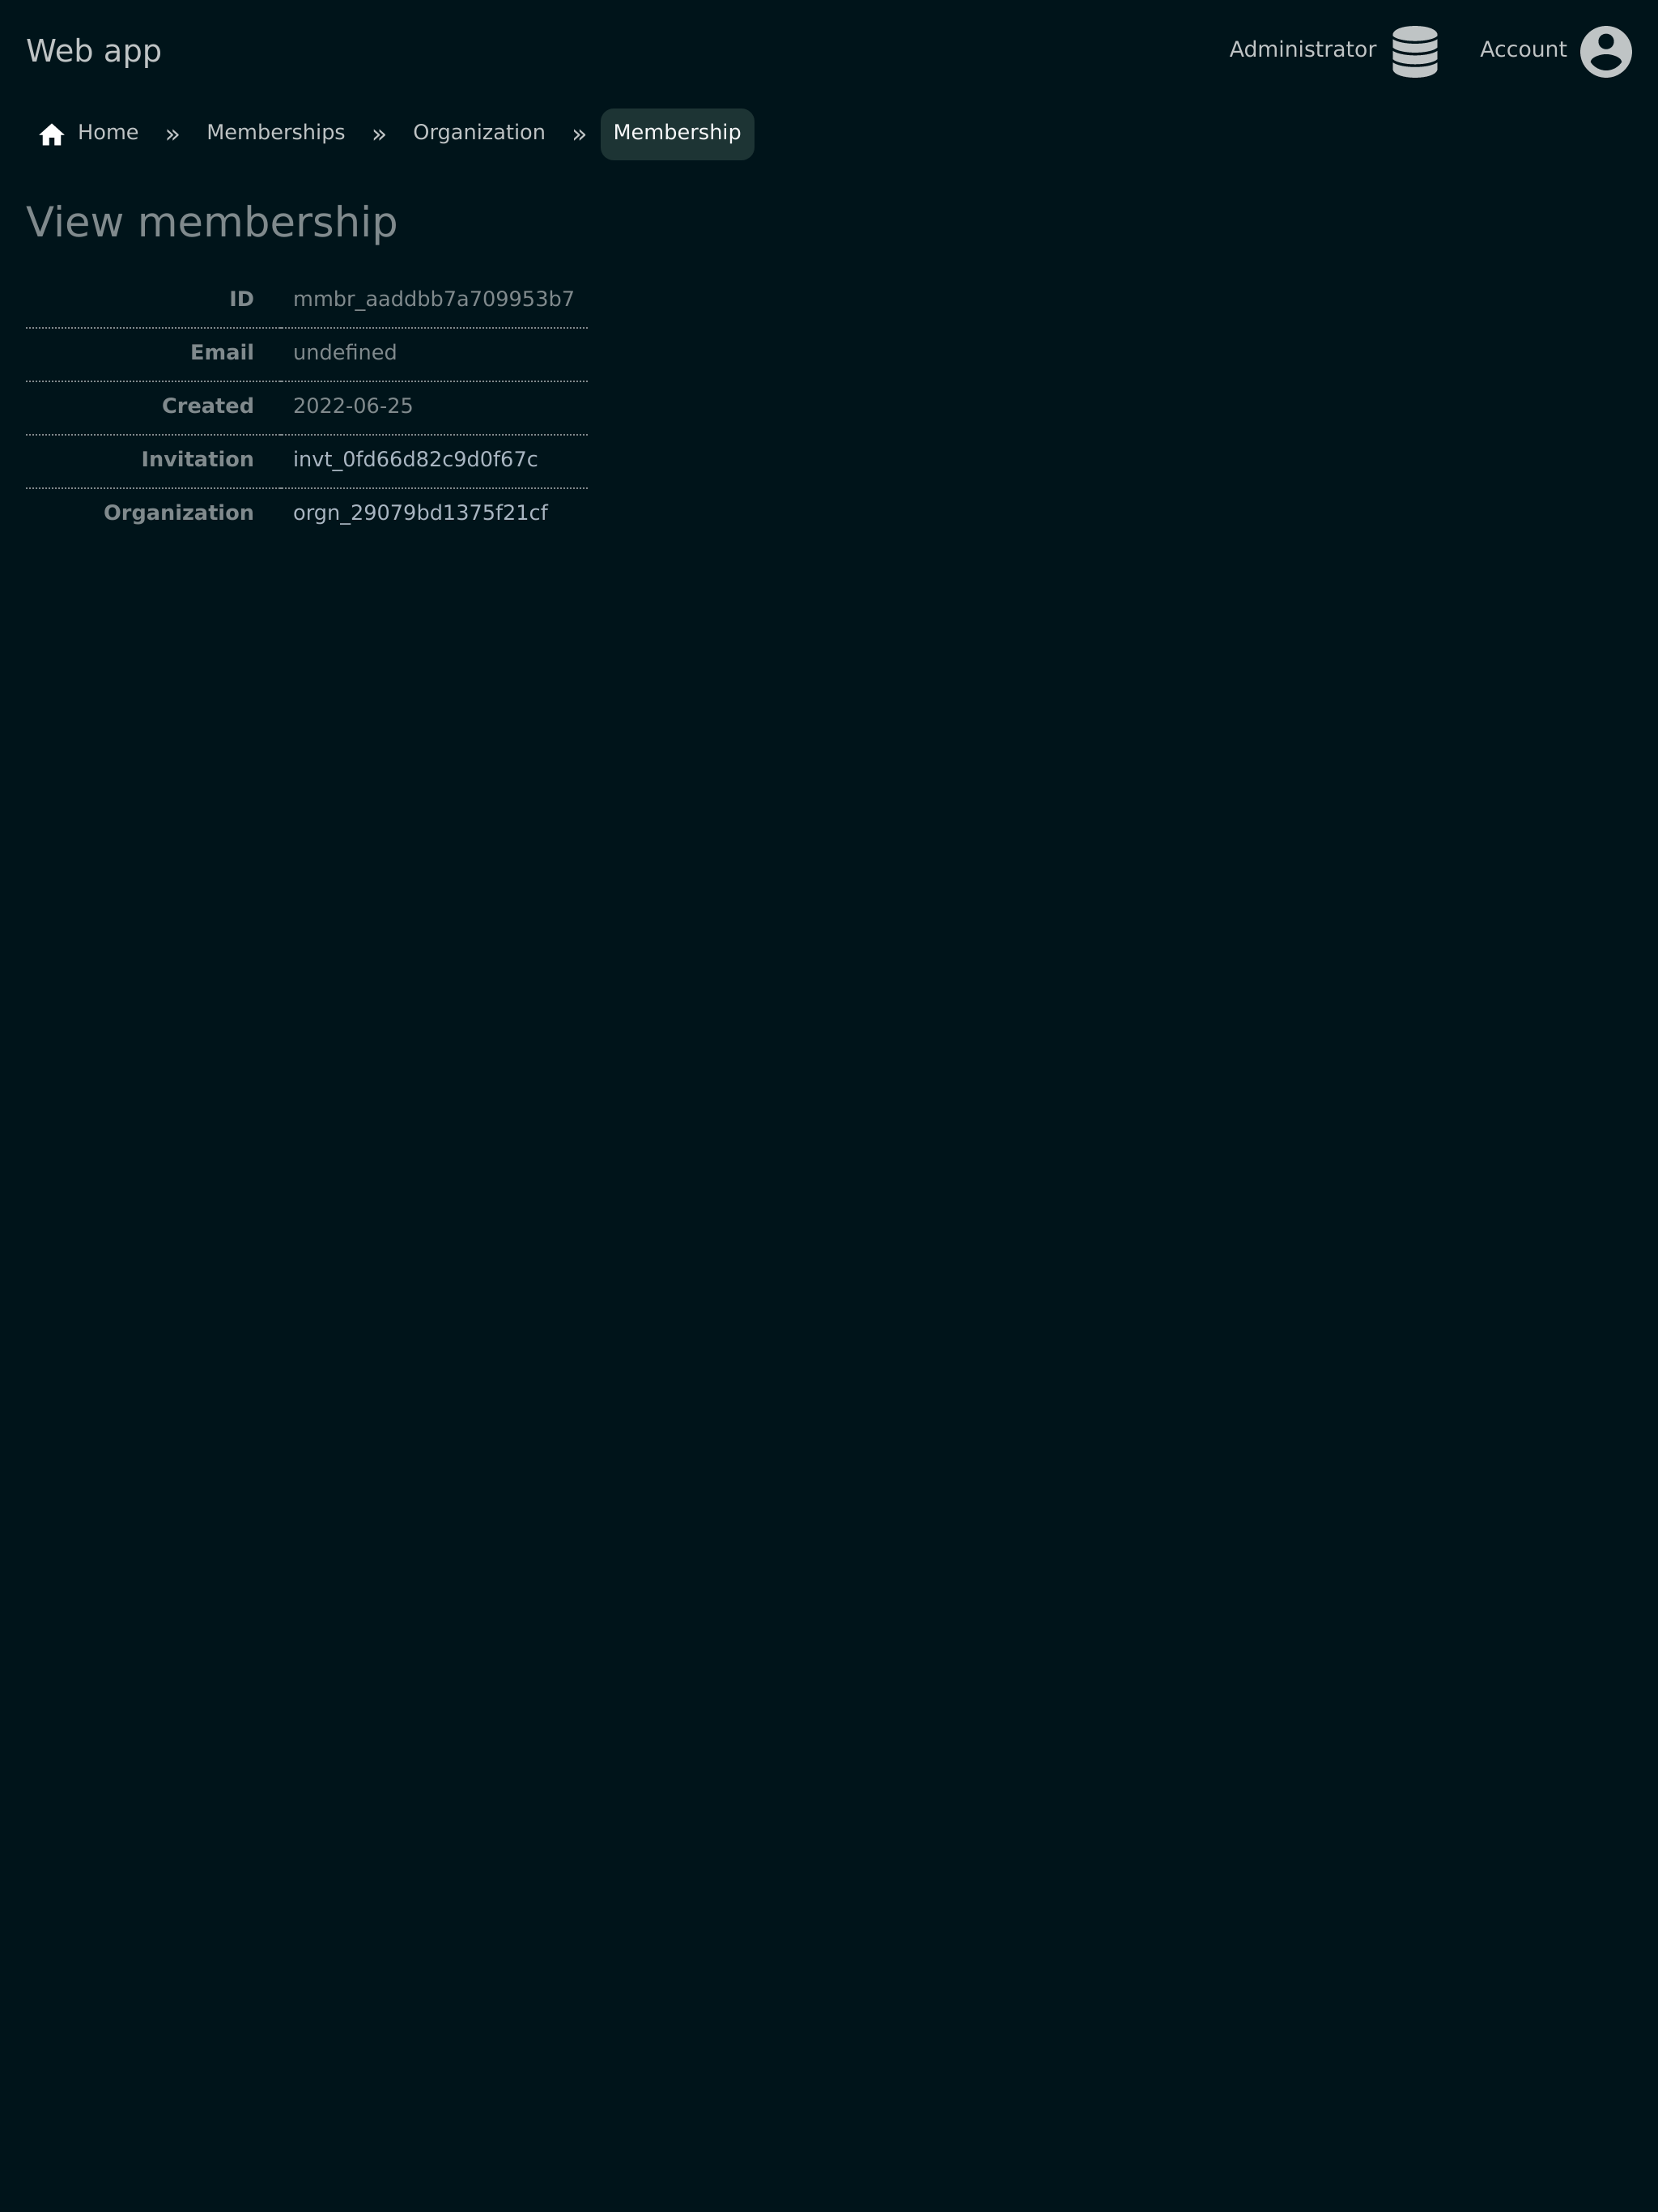 Web app
Administrator
Account
Home » Memberships » Organization » Membership
View membership
ID mmbr_aaddbb7a709953b7
Email undefined
Created 2022-06-25
Invitation invt_0fd66d82c9d0f67c
Organization orgn_29079bd1375f21cf